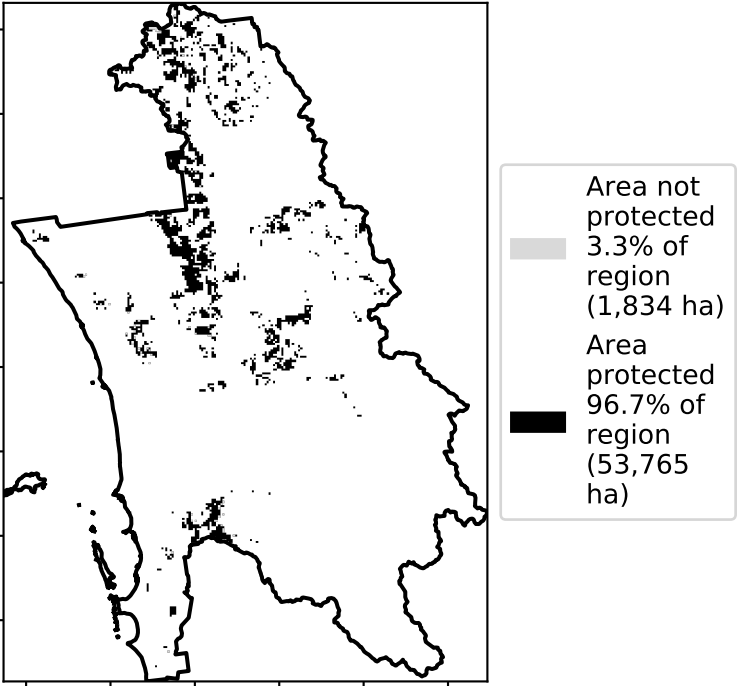 Area not
protected
3.3% of
region
(1,834 ha)
Area
protected
96.7% of
region
(53,765
ha)